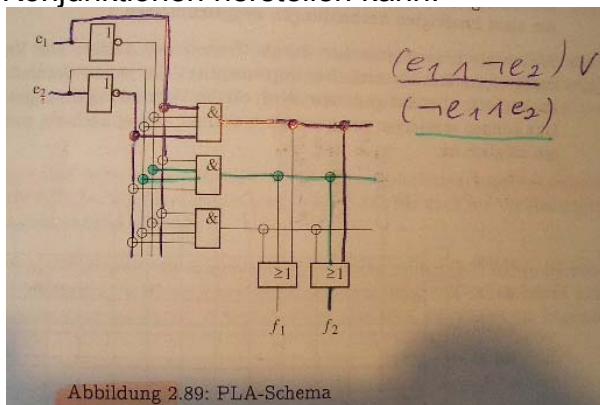 Konjunktionen herstellen kann.
e1
1
(e1 ∧ ¬e2) ∨
e2
1
(¬e1 ∧ e2)
&
&
&
≥1
≥1
f1
f2
Abbildung 2.89: PLA-Schema